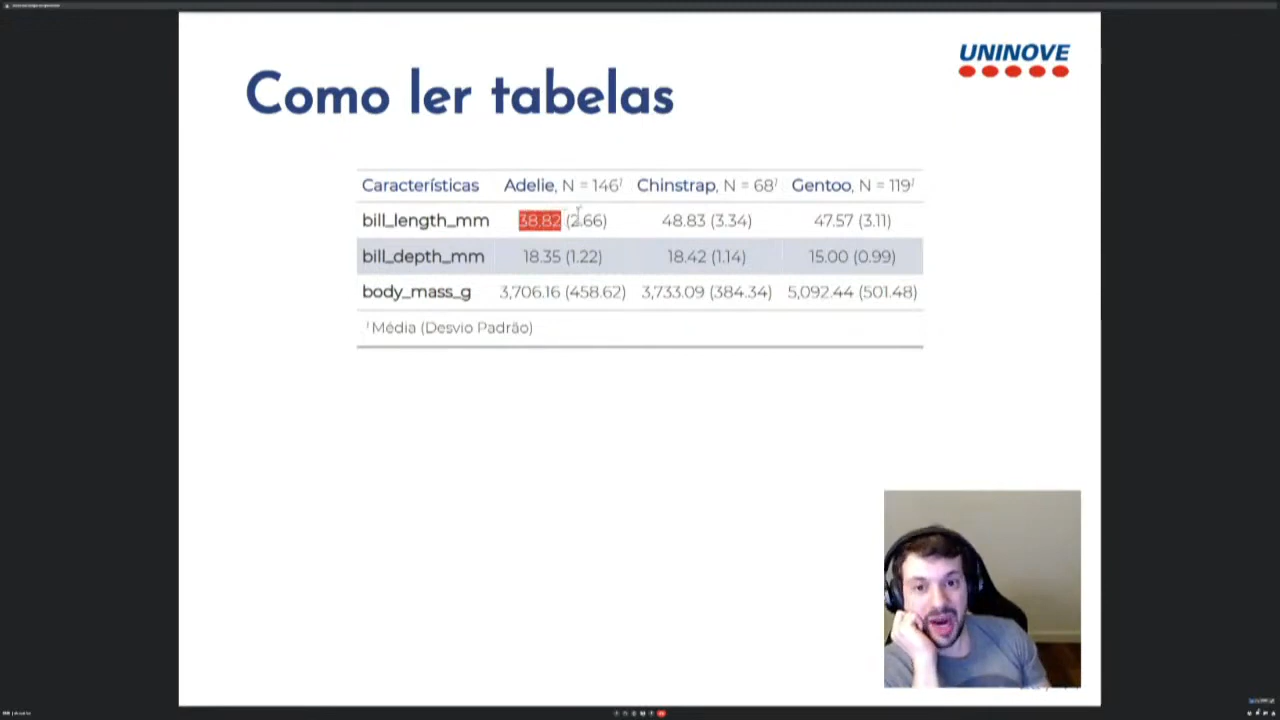 UNINOVE
Como ler tabelas
Características Adelie, N = 146¹ Chinstrap, N = 68¹ Gentoo, N = 119¹
bill_length_mm 38.82 (2.66) 48.83 (3.34) 47.57 (3.11)
bill_depth_mm 18.35 (1.22) 18.42 (1.14) 15.00 (0.99)
body_mass_g 3,706.16 (458.62) 3,733.09 (384.34) 5,092.44 (501.48)
¹Média (Desvio Padrão)